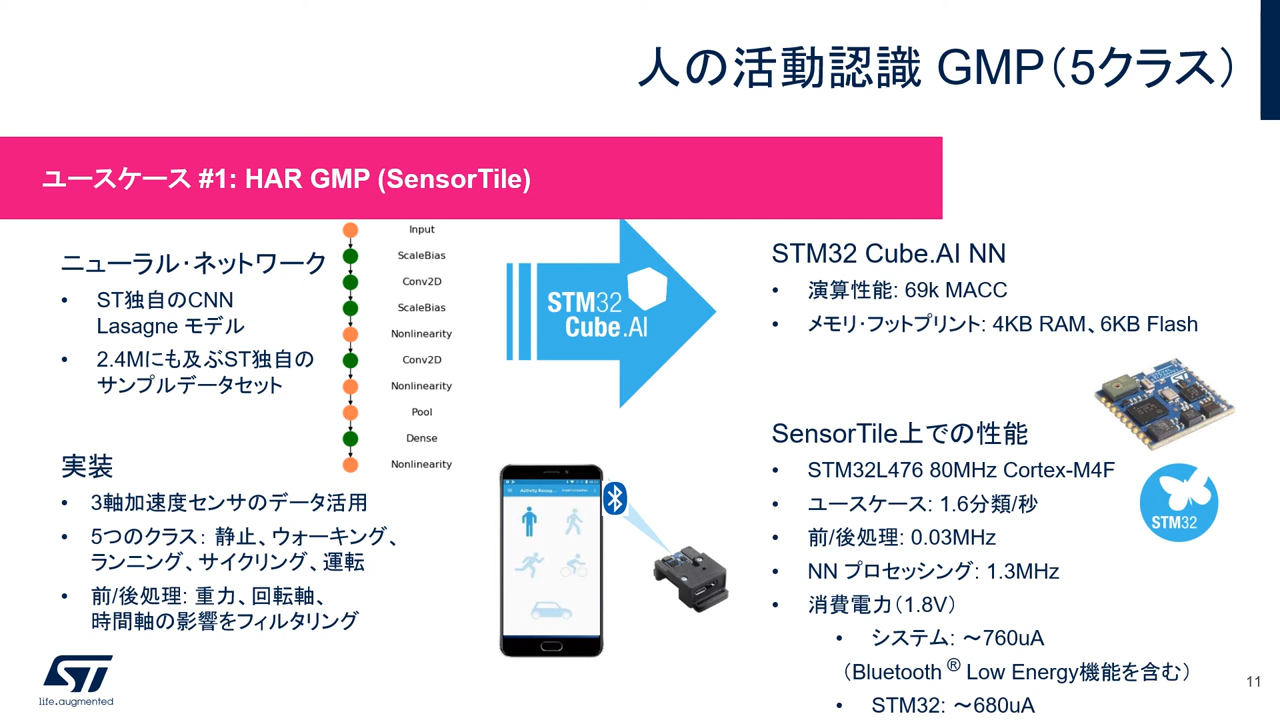 人の活動認識 GMP（5クラス）
ユースケース #1: HAR GMP (SensorTile)
ニューラル・ネットワーク
• ST独自のCNN
Lasagne モデル
• 2.4Mにも及ぶST独自の
サンプルデータセット
実装
• 3軸加速度センサのデータ活用
• 5つのクラス： 静止、ウォーキング、
ランニング、サイクリング、運転
• 前/後処理: 重力、回転軸、
時間軸の影響をフィルタリング
Input
ScaleBias
Conv2D
ScaleBias
Nonlinearity
Conv2D
Nonlinearity
Pool
Dense
Nonlinearity
STM32
Cube.AI
STM32 Cube.AI NN
• 演算性能: 69k MACC
• メモリ・フットプリント: 4KB RAM、6KB Flash
SensorTile上での性能
• STM32L476 80MHz Cortex-M4F
• ユースケース: 1.6分類/秒
• 前/後処理: 0.03MHz
• NN プロセッシング: 1.3MHz
• 消費電力（1.8V）
• システム: ～760uA
（Bluetooth ® Low Energy機能を含む）
• STM32: ～680uA
STM32
ST
life.augmented
11